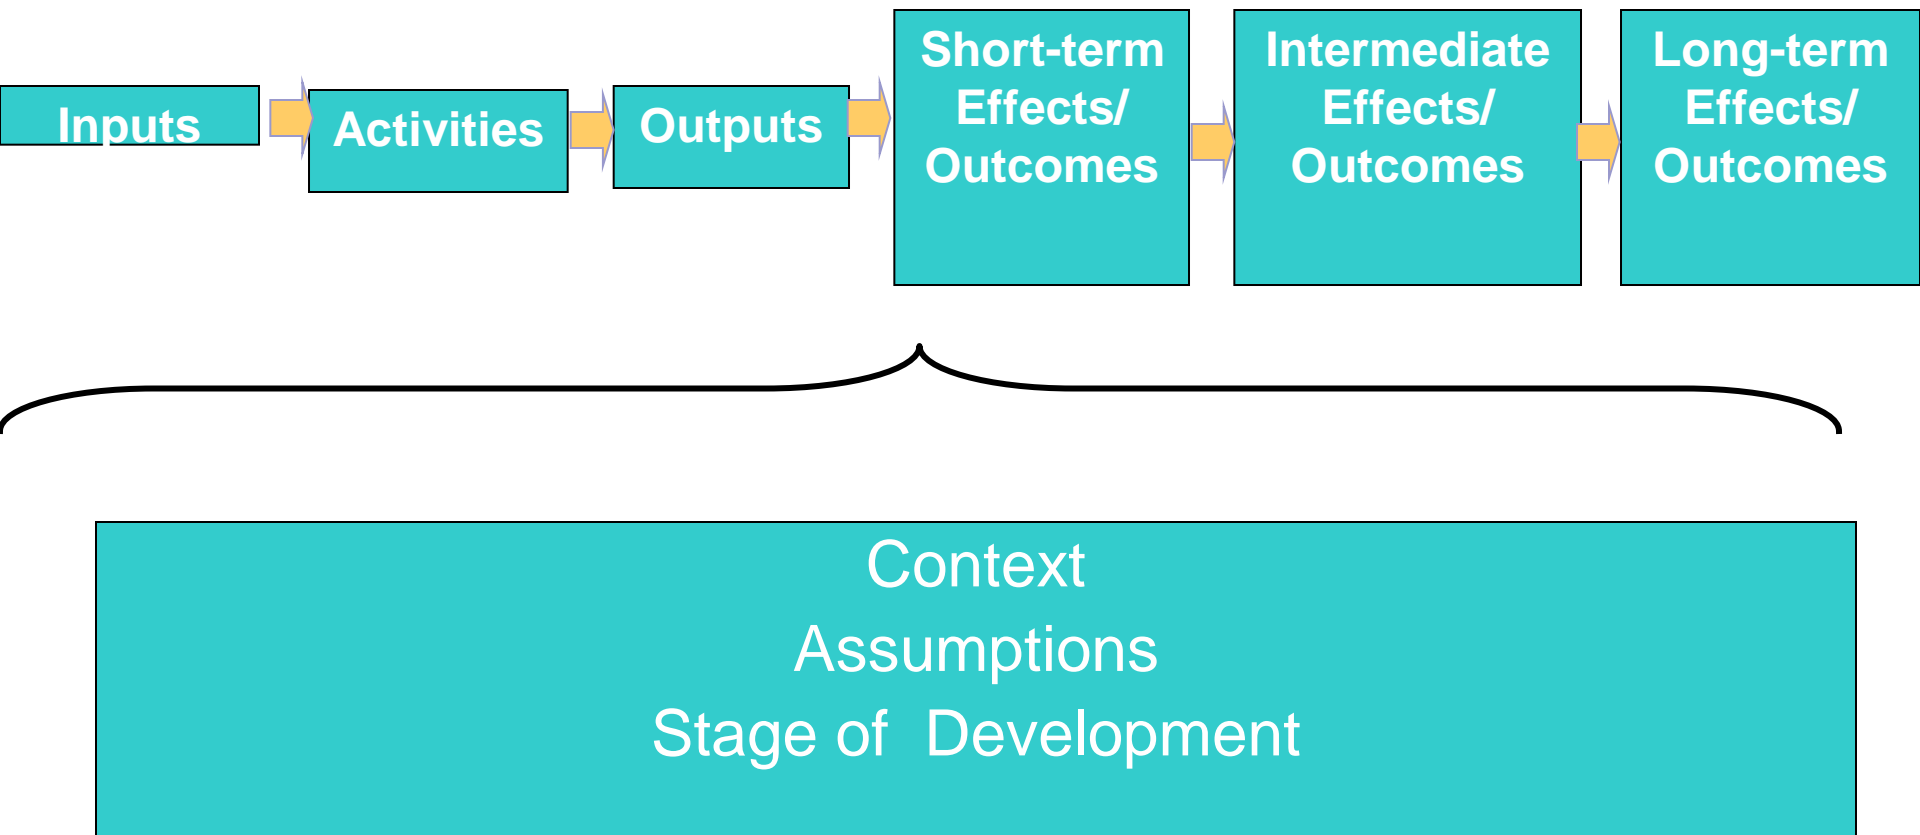 Inputs
Activities
Outputs
Short-term
Effects/
Outcomes
Intermediate
Effects/
Outcomes
Long-term
Effects/
Outcomes
Context
Assumptions
Stage of  Development